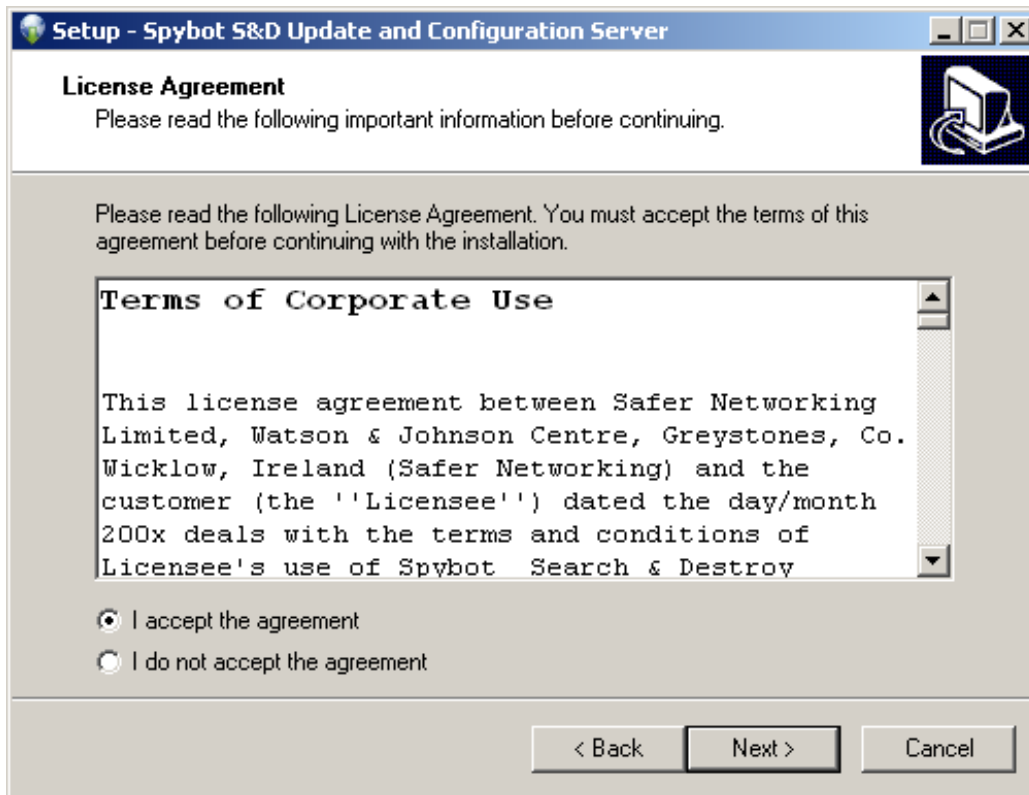 Setup - Spybot S&D Update and Configuration Server
License Agreement
Please read the following important information before continuing.
Please read the following License Agreement. You must accept the terms of this
agreement before continuing with the installation.
Terms of Corporate Use
This license agreement between Safer Networking
Limited, Watson & Johnson Centre, Greystones, Co.
Wicklow, Ireland (Safer Networking) and the
customer (the ''Licensee'') dated the day/month
200x deals with the terms and conditions of
Licensee's use of Spybot  Search & Destroy
I accept the agreement
I do not accept the agreement
< Back Next > Cancel